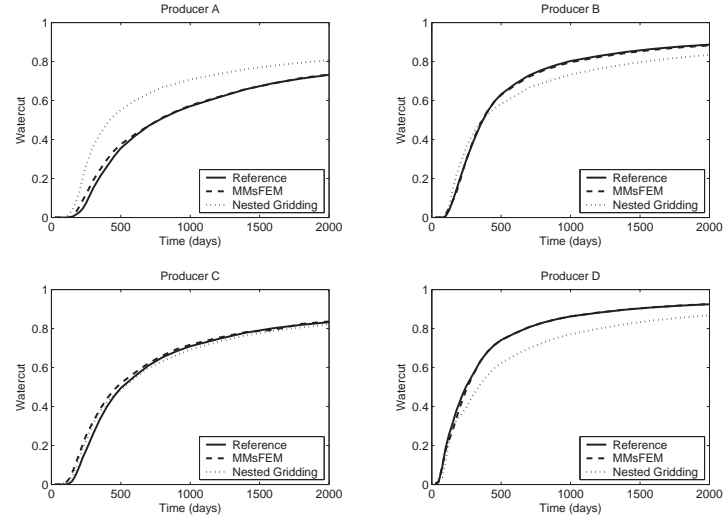 Producer A
1
0.8
0.6
0.4
0.2
0
Watercut
Reference
MMsFEM
Nested Gridding
0 500 1000 1500 2000
Time (days)
Producer B
1
0.8
0.6
0.4
0.2
0
Watercut
Reference
MMsFEM
Nested Gridding
0 500 1000 1500 2000
Time (days)
Producer C
1
0.8
0.6
0.4
0.2
0
Watercut
Reference
MMsFEM
Nested Gridding
0 500 1000 1500 2000
Time (days)
Producer D
1
0.8
0.6
0.4
0.2
0
Watercut
Reference
MMsFEM
Nested Gridding
0 500 1000 1500 2000
Time (days)